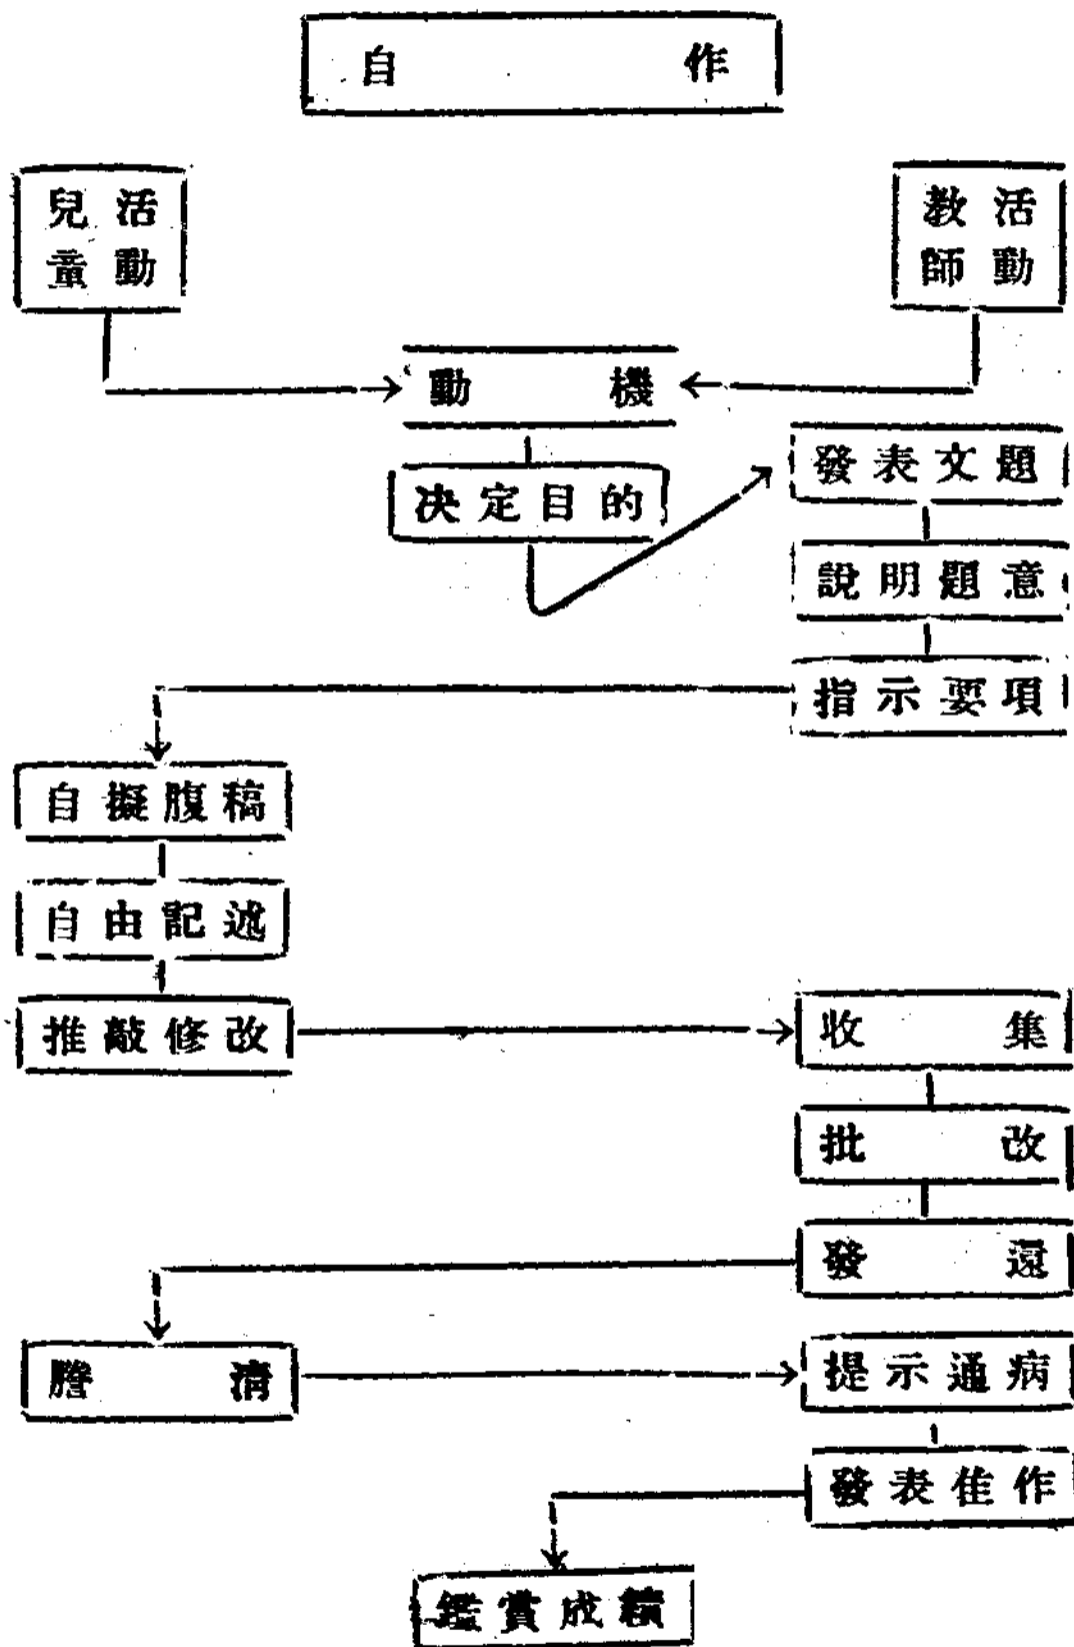 自作
兒活
童動
教活
師動
動機
決定目的
發表文題
說明題意
指示要項
自擬腹稿
自由記述
推敲修改
收集
批改
發還
謄清
提示通病
發表佳作
鑑賞成績